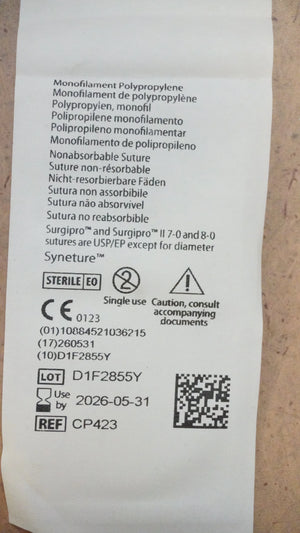 Monofilament Polypropylene
Monofilament de polypropylène
Polypropylen, monofil
Polipropilene monofilamento
Polipropileno monofilamentar
Monofilamento de polipropileno
Nonabsorbable Suture
Suture non-résorbable
Nicht-resorbierbare Fäden
Sutura non assorbibile
Sutura não absorvível
Sutura no reabsorbible
Surgipro™ and Surgipro™ II 7-0 and 8-0
sutures are USP/EP except for diameter
Syneture™
STERILE EO
2
Single use
Caution, consult
accompanying
documents
CE 0123
(01)10884521036215
(17)260531
(10)D1F2855Y
LOT D1F2855Y
Use by 2026-05-31
REF CP423